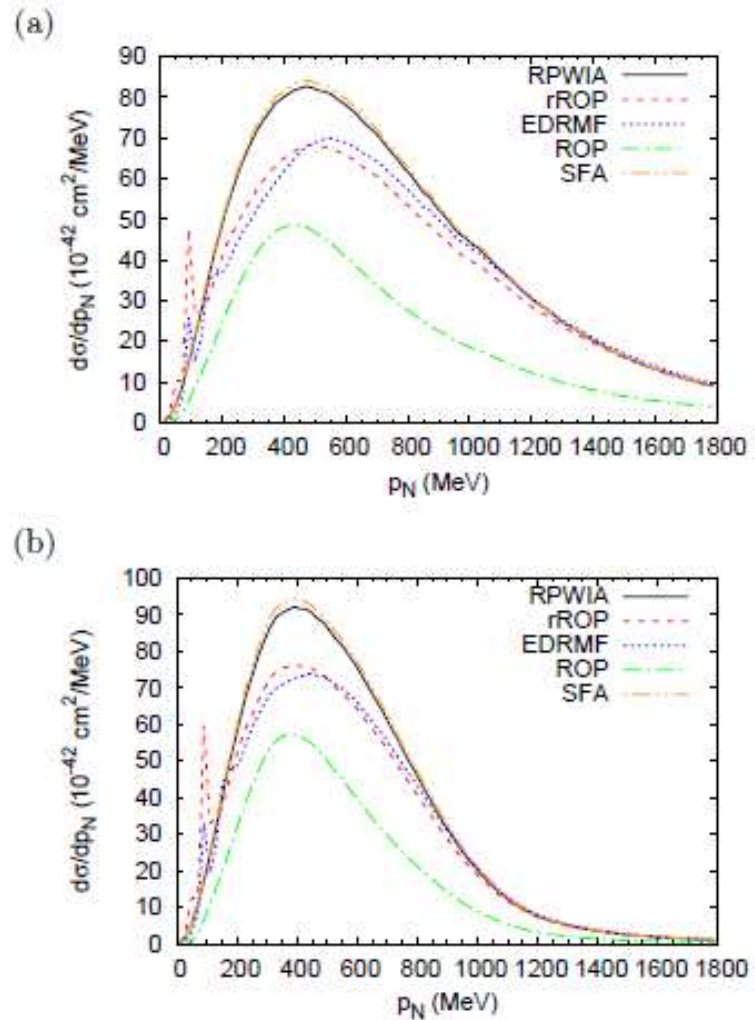 (a)
90
80
70
60
50
40
30
20
10
0
dσ/dp_N (10^-42 cm^2/MeV)
RPWIA
rROP
EDRMF
ROP
SFA
0 200 400 600 800 1000 1200 1400 1600 1800
p_N (MeV)
(b)
100
90
80
70
60
50
40
30
20
10
0
dσ/dp_N (10^-42 cm^2/MeV)
RPWIA
rROP
EDRMF
ROP
SFA
0 200 400 600 800 1000 1200 1400 1600 1800
p_N (MeV)